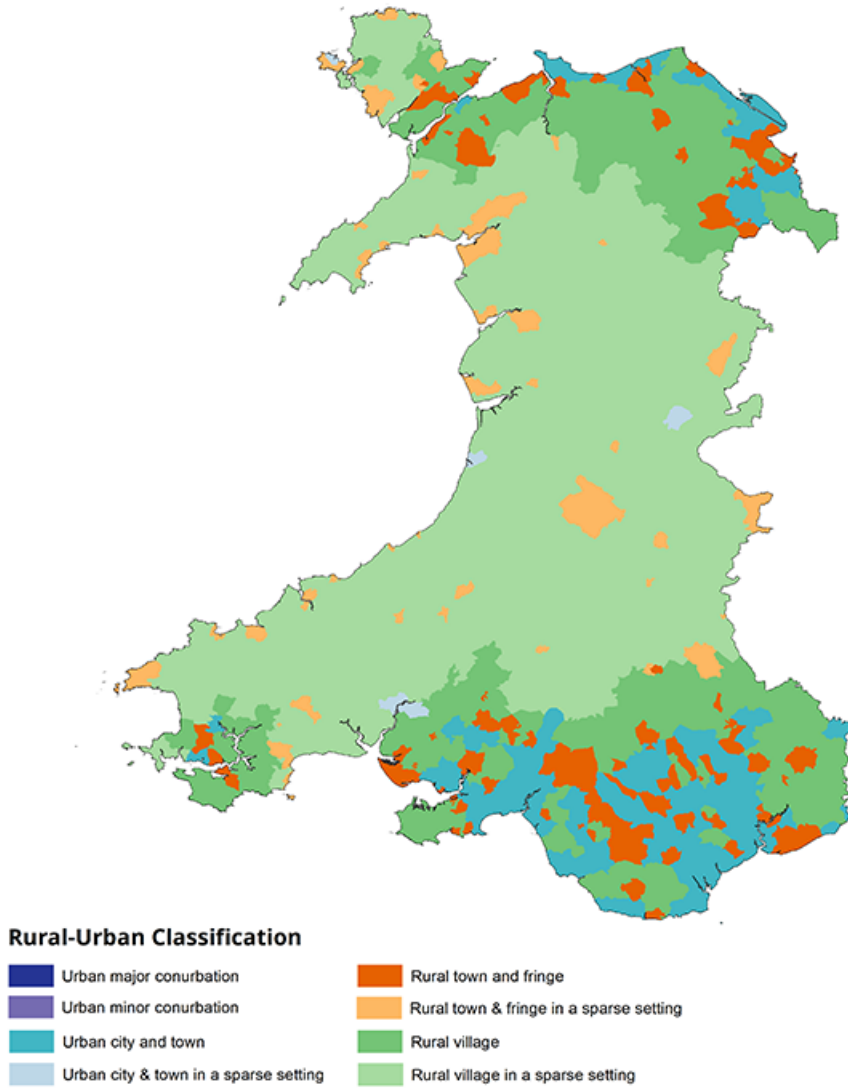 Rural-Urban Classification
Urban major conurbation
Urban minor conurbation
Urban city and town
Urban city & town in a sparse setting
Rural town and fringe
Rural town & fringe in a sparse setting
Rural village
Rural village in a sparse setting